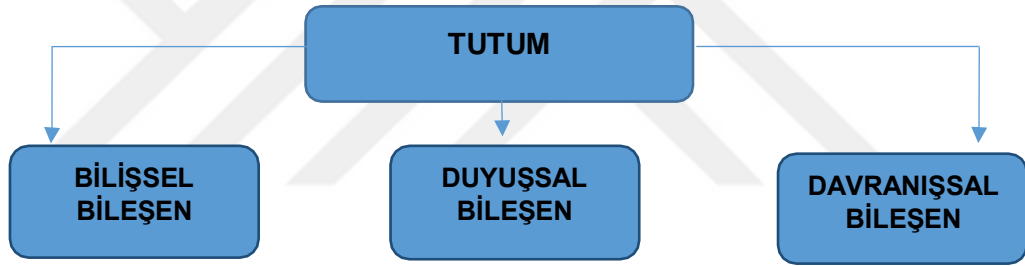 TUTUM
BİLİŞSEL
BİLEŞEN
DUYUŞSAL
BİLEŞEN
DAVRANIŞSAL
BİLEŞEN